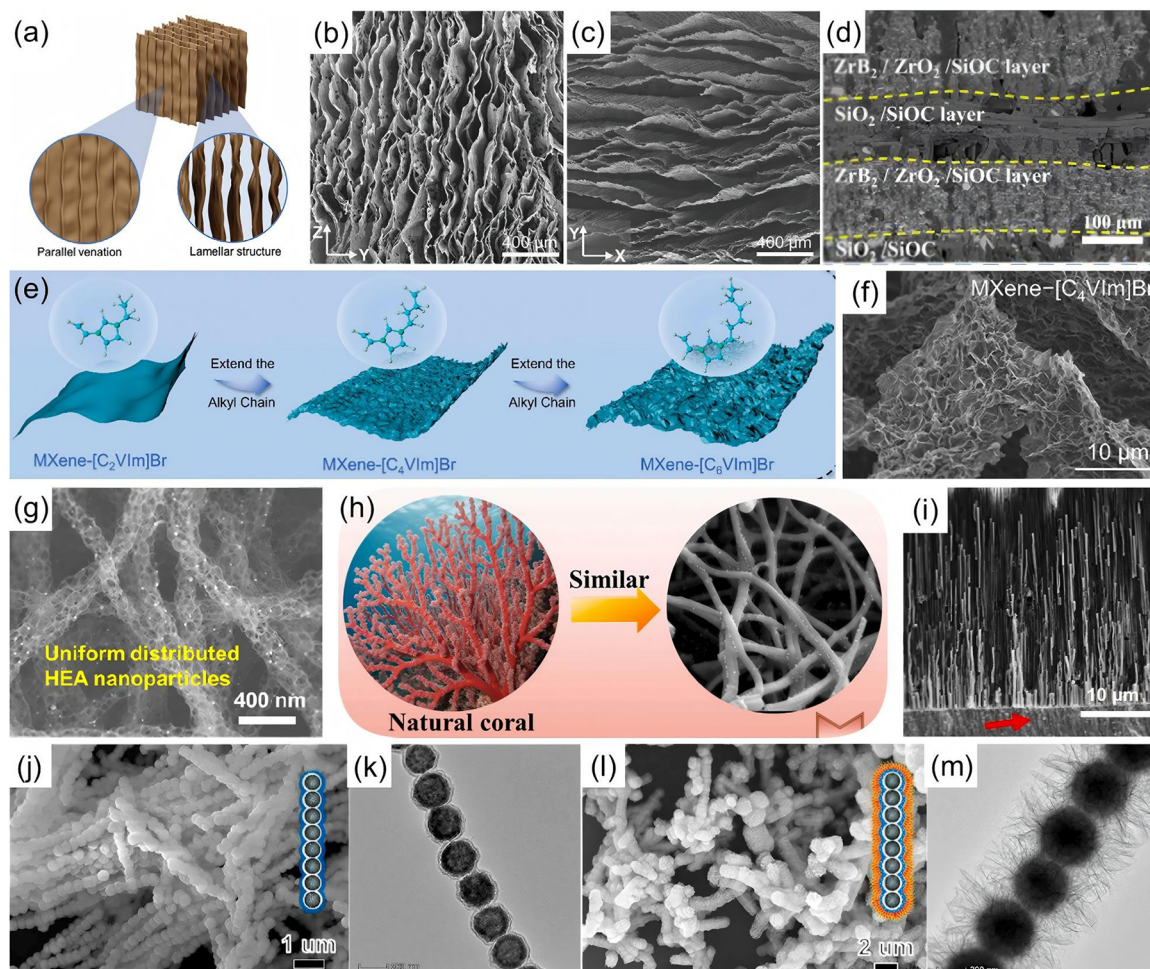 (a)
Parallel venation
Lamellar structure
(b)
Z
Y
400 μm
(c)
Y
X
400 μm
(d)
ZrB₂ / ZrO₂ /SiOC layer
SiO₂ /SiOC layer
ZrB₂ / ZrO₂ /SiOC layer
100 μm
SiO₂ /SiOC
(e)
Extend the
Alkyl Chain
Extend the
Alkyl Chain
MXene-[C₂VIm]Br
MXene-[C₄VIm]Br
MXene-[C₆VIm]Br
(f)
MXene-[C₄VIm]Br
10 μm
(g)
Uniform distributed
HEA nanoparticles
400 nm
(h)
Similar
Natural coral
(i)
10 μm
(j)
1 um
(k)
(l)
2 um
(m)